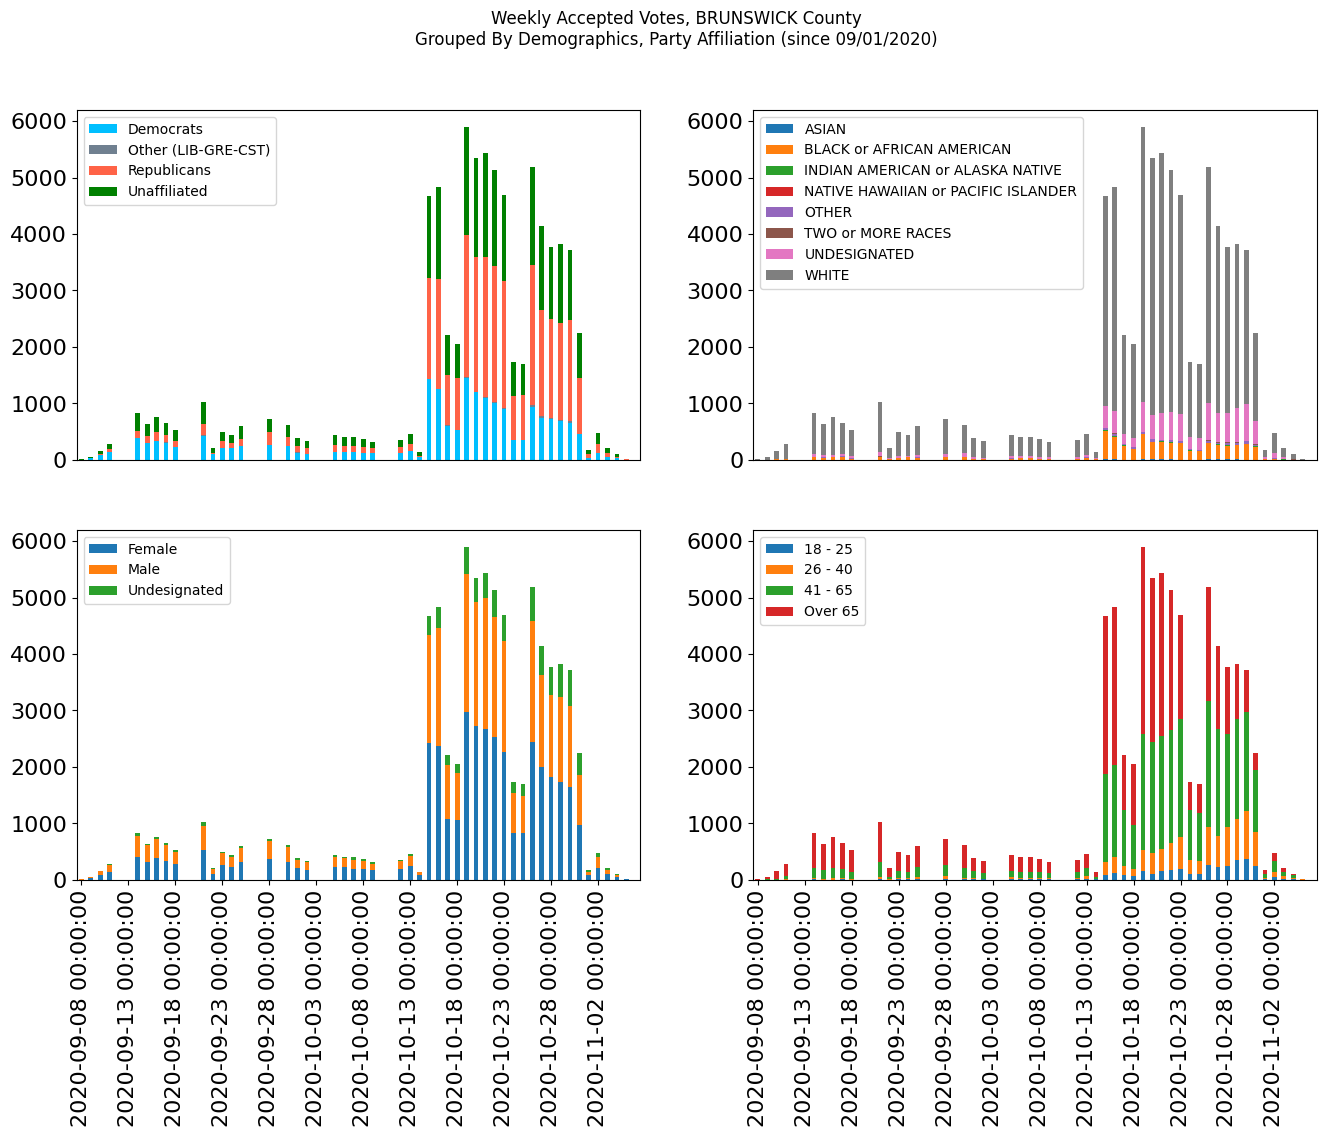 Weekly Accepted Votes, BRUNSWICK County
Grouped By Demographics, Party Affiliation (since 09/01/2020)
6000
5000
4000
3000
2000
1000
0
Democrats
Other (LIB-GRE-CST)
Republicans
Unaffiliated
6000
5000
4000
3000
2000
1000
0
ASIAN
BLACK or AFRICAN AMERICAN
INDIAN AMERICAN or ALASKA NATIVE
NATIVE HAWAIIAN or PACIFIC ISLANDER
OTHER
TWO or MORE RACES
UNDESIGNATED
WHITE
6000
5000
4000
3000
2000
1000
0
Female
Male
Undesignated
2020-09-08 00:00:00
2020-09-13 00:00:00
2020-09-18 00:00:00
2020-09-23 00:00:00
2020-09-28 00:00:00
2020-10-03 00:00:00
2020-10-08 00:00:00
2020-10-13 00:00:00
2020-10-18 00:00:00
2020-10-23 00:00:00
2020-10-28 00:00:00
2020-11-02 00:00:00
6000
5000
4000
3000
2000
1000
0
18 - 25
26 - 40
41 - 65
Over 65
2020-09-08 00:00:00
2020-09-13 00:00:00
2020-09-18 00:00:00
2020-09-23 00:00:00
2020-09-28 00:00:00
2020-10-03 00:00:00
2020-10-08 00:00:00
2020-10-13 00:00:00
2020-10-18 00:00:00
2020-10-23 00:00:00
2020-10-28 00:00:00
2020-11-02 00:00:00